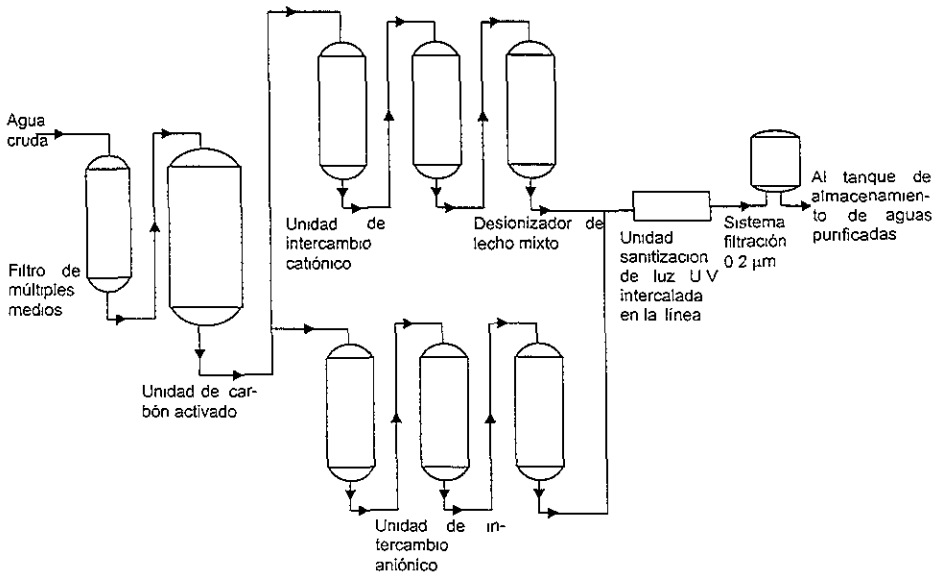 Agua
cruda
Filtro de
múltiples
medios
Unidad de car-
bón activado
Unidad de
intercambio
catiónico
Desionizador de
lecho mixto
Unidad
sanitizacion
de luz U V
intercalada
en la línea
Sistema
filtración
0 2 µm
Al tanque de
almacenamien-
to de aguas
purificadas
Unidad de in-
tercambio
aniónico